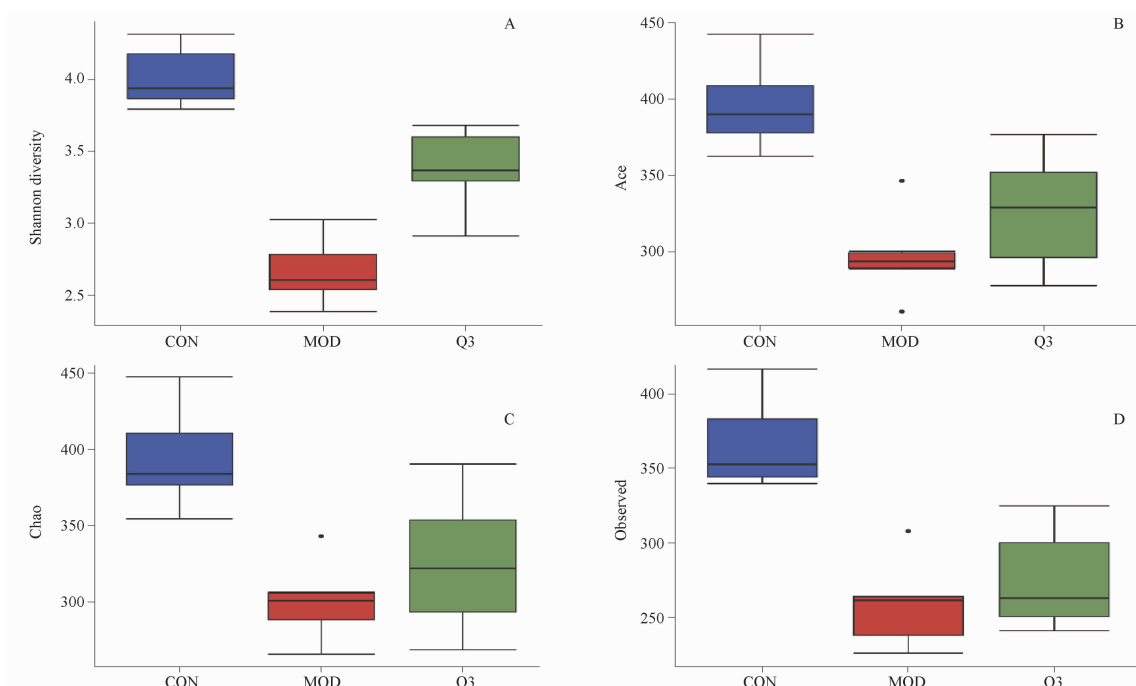 A
4.0
3.5
3.0
2.5
Shannon diversity
CON MOD Q3
B
450
400
350
300
Ace
CON MOD Q3
C
450
400
350
300
Chao
CON MOD Q3
D
400
350
300
250
Observed
CON MOD Q3